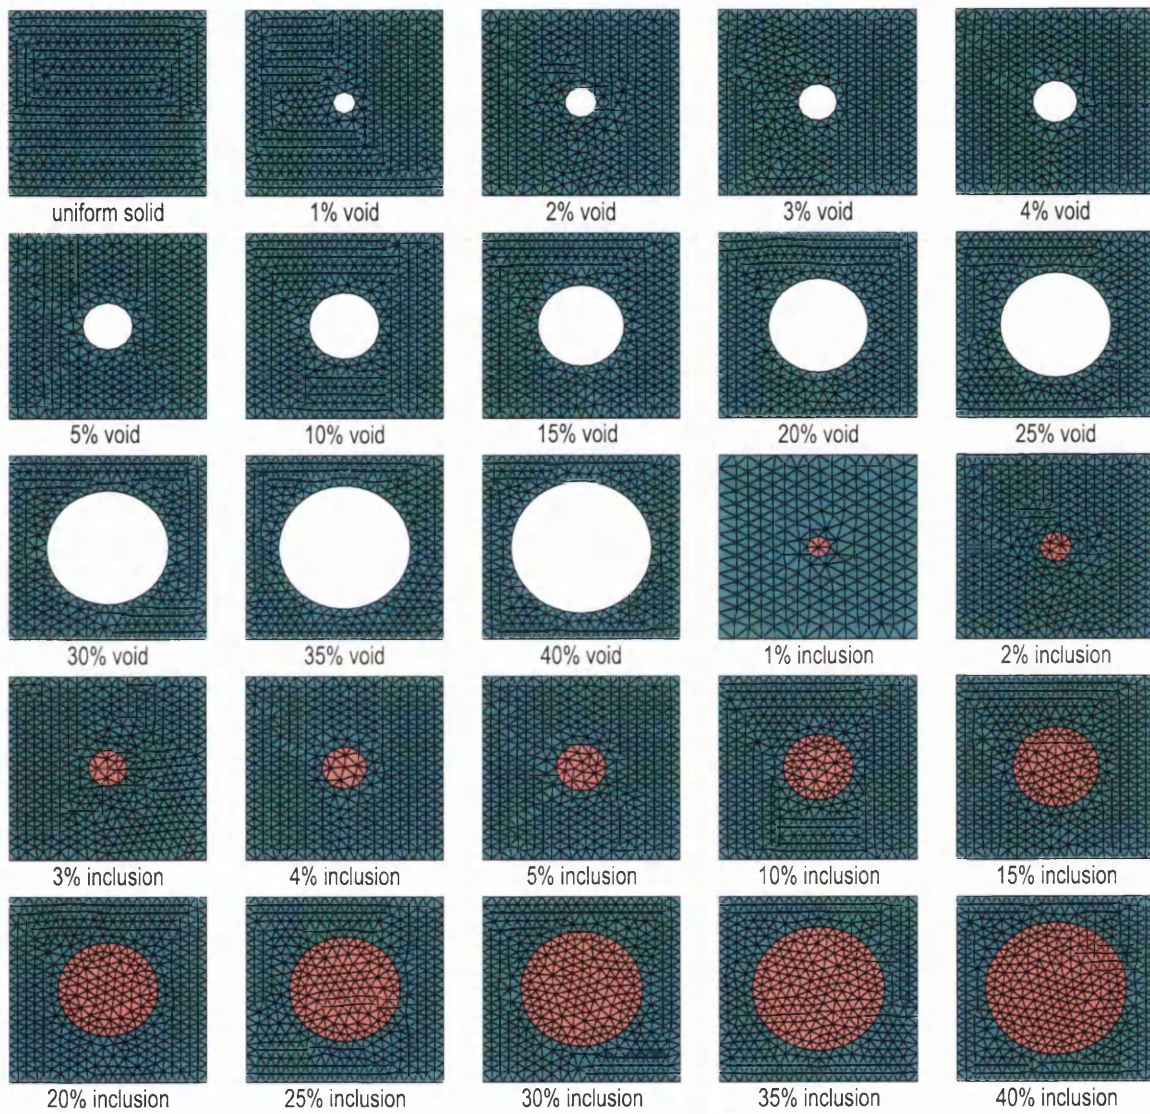 uniform solid 1% void 2% void 3% void 4% void
5% void 10% void 15% void 20% void 25% void
30% void 35% void 40% void 1% inclusion 2% inclusion
3% inclusion 4% inclusion 5% inclusion 10% inclusion 15% inclusion
20% inclusion 25% inclusion 30% inclusion 35% inclusion 40% inclusion